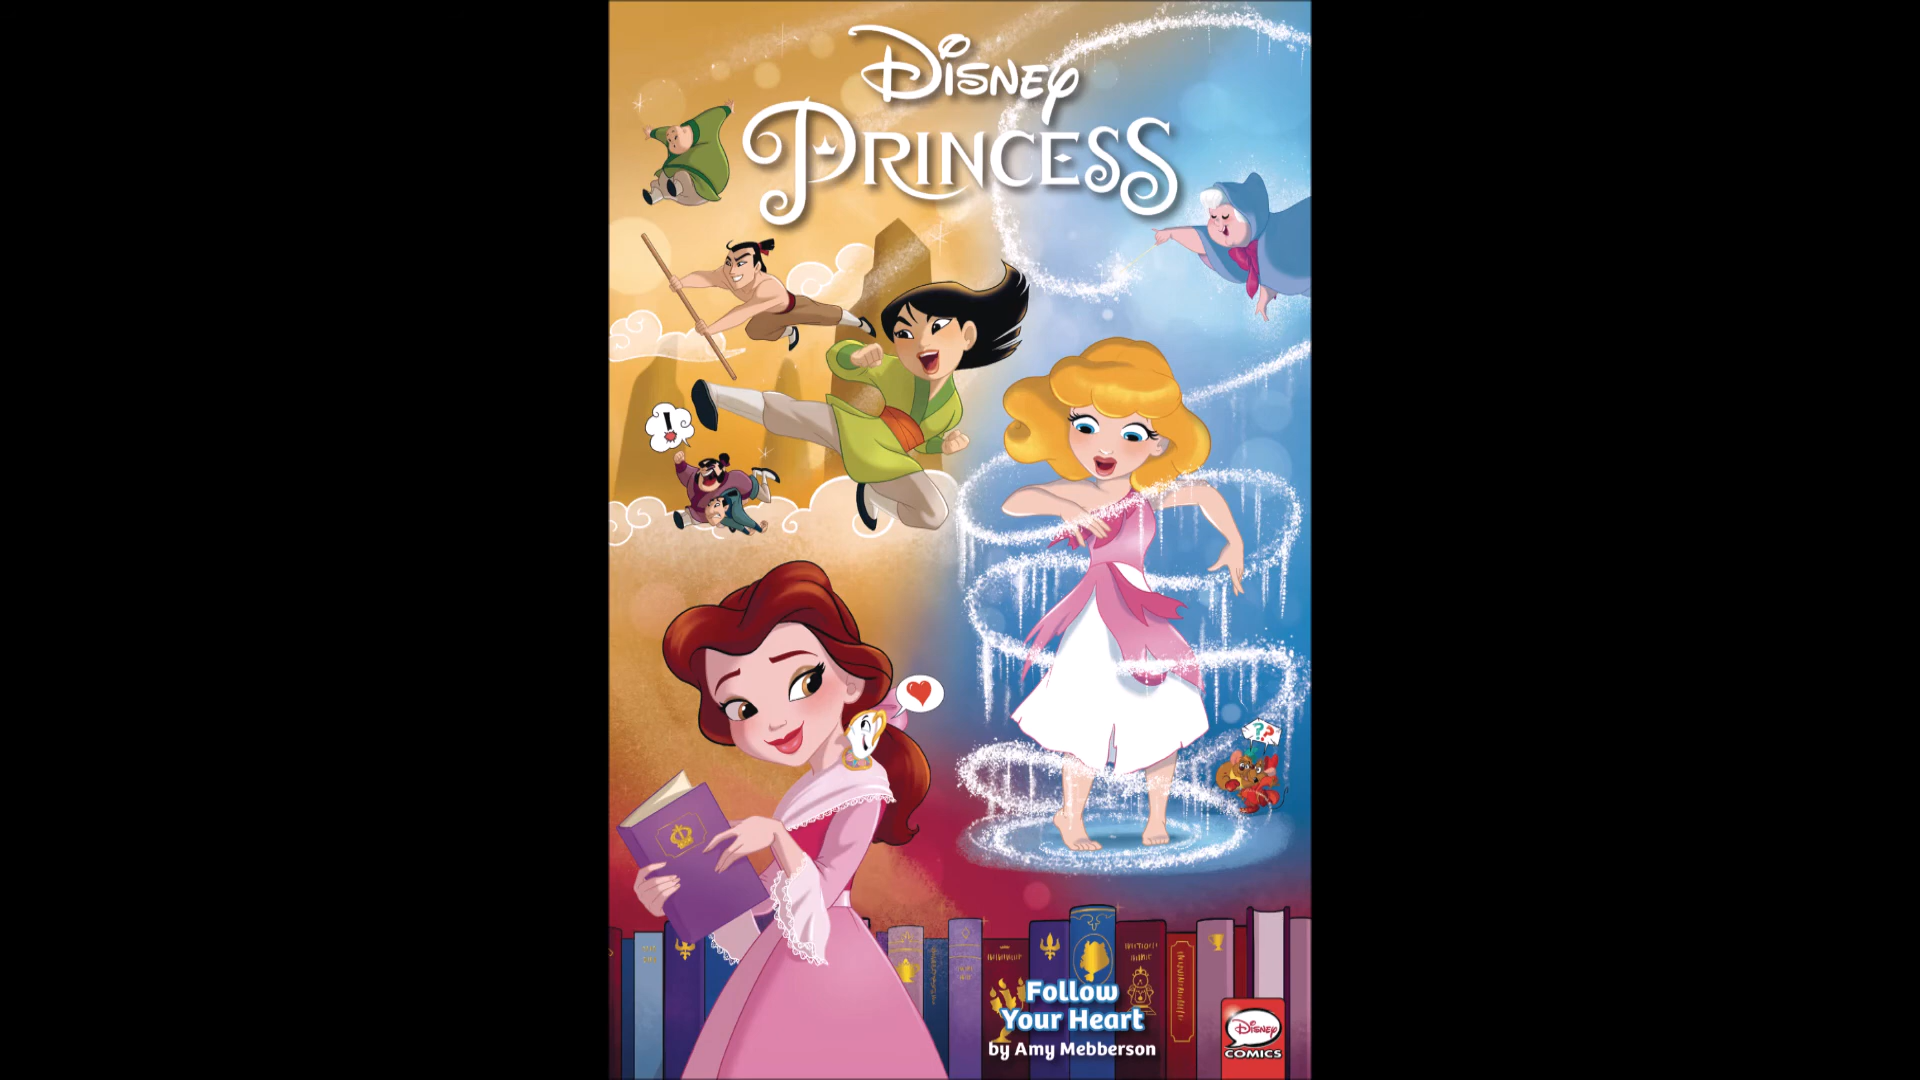 Disney
PRINCESS
!
??
Follow
Your Heart
by Amy Mebberson
Disney
COMICS